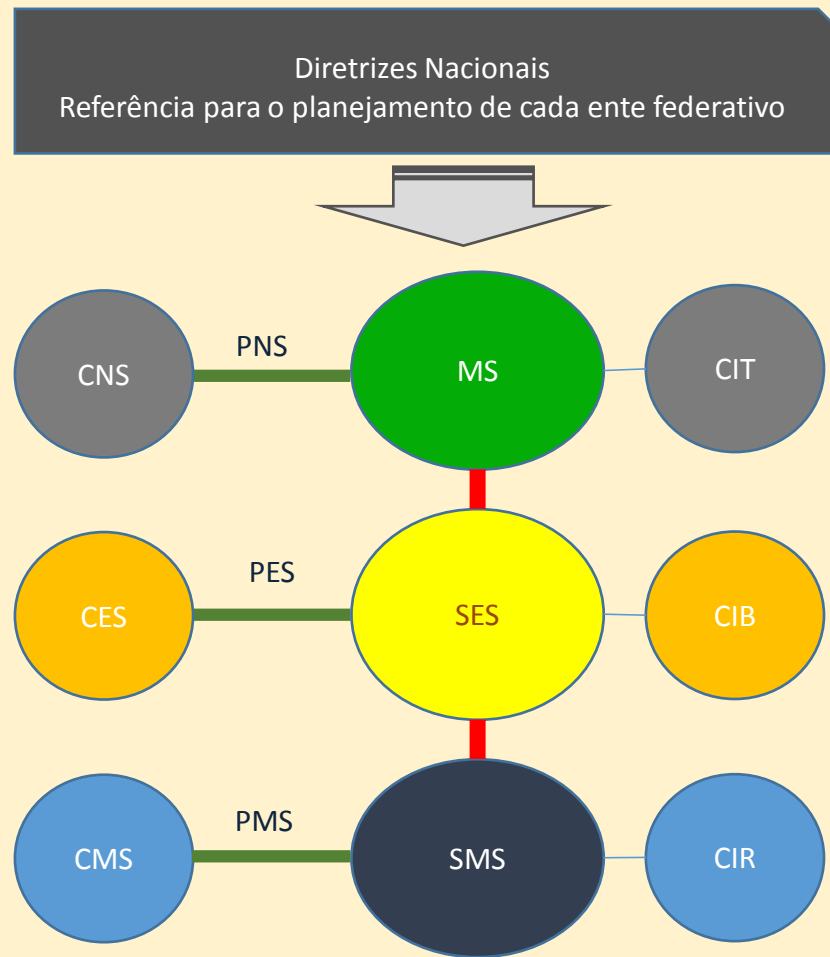 Diretrizes Nacionais
Referência para o planejamento de cada ente federativo
CNS
PNS
MS
CIT
CES
PES
SES
CIB
CMS
PMS
SMS
CIR